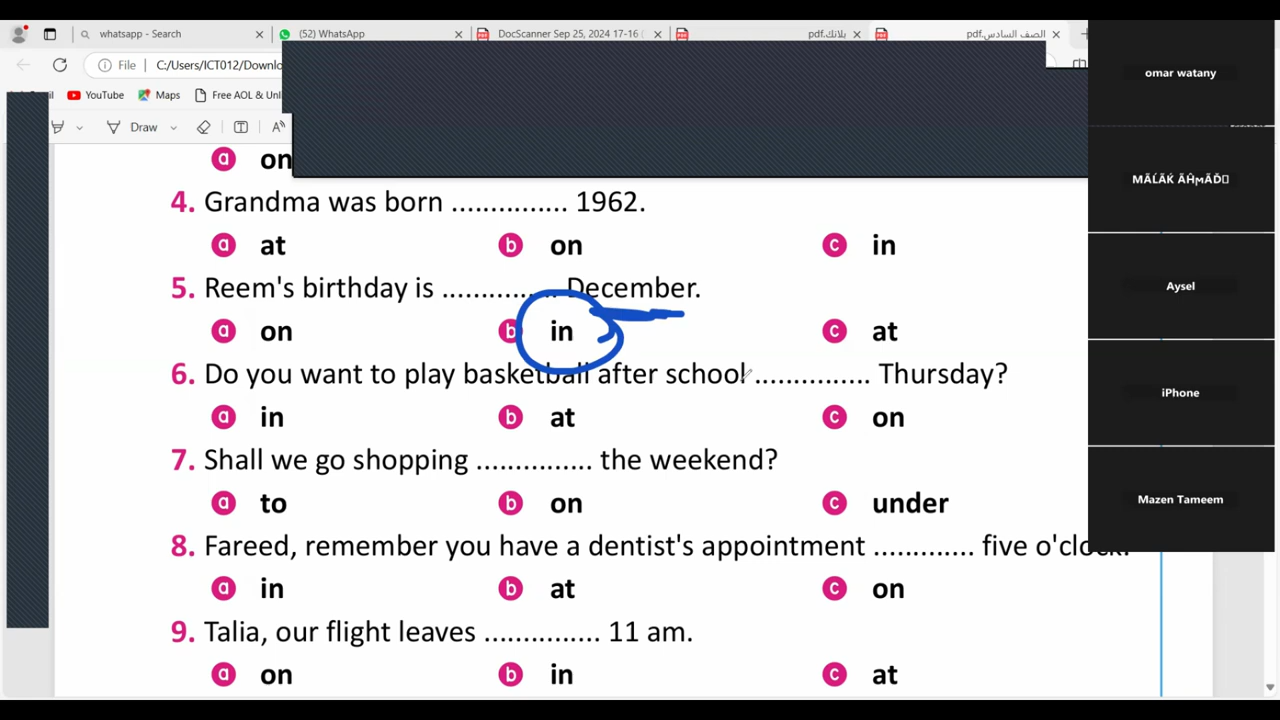 whatsapp - Search
(52) WhatsApp
DocScanner Sep 25, 2024 17-16
بلانك.pdf
الصف السادس.pdf
File C:/Users/ICT012/Downlo
YouTube Maps Free AOL & Unl
Draw
omar watany
MĂĹĂҜ ĂĤϻĂĎ
Aysel
iPhone
Mazen Tameem
a on
4. Grandma was born ............... 1962.
a at b on c in
5. Reem's birthday is ............... December.
a on b in c at
6. Do you want to play basketball after school ............... Thursday?
a in b at c on
7. Shall we go shopping ............... the weekend?
a to b on c under
8. Fareed, remember you have a dentist's appointment ............. five o'clock.
a in b at c on
9. Talia, our flight leaves ............... 11 am.
a on b in c at